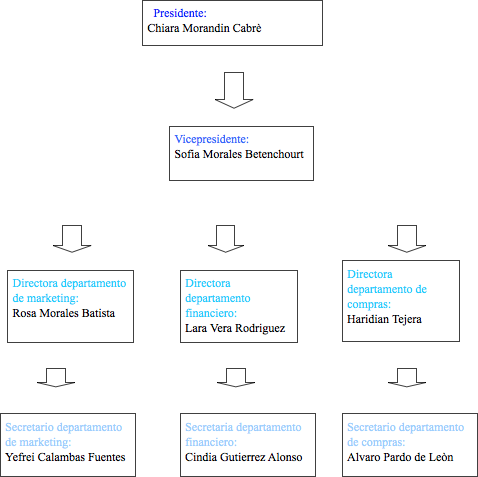 Presidente:
Chiara Morandin Cabrè
Vicepresidente:
Sofia Morales Betenchourt
Directora departamento
de marketing:
Rosa Morales Batista
Directora
departamento
financiero:
Lara Vera Rodriguez
Directora
departamento de
compras:
Haridian Tejera
Secretario departamento
de marketing:
Yefrei Calambas Fuentes
Secretaria departamento
financiero:
Cindia Gutierrez Alonso
Secretario departamento
de compras:
Alvaro Pardo de Leòn